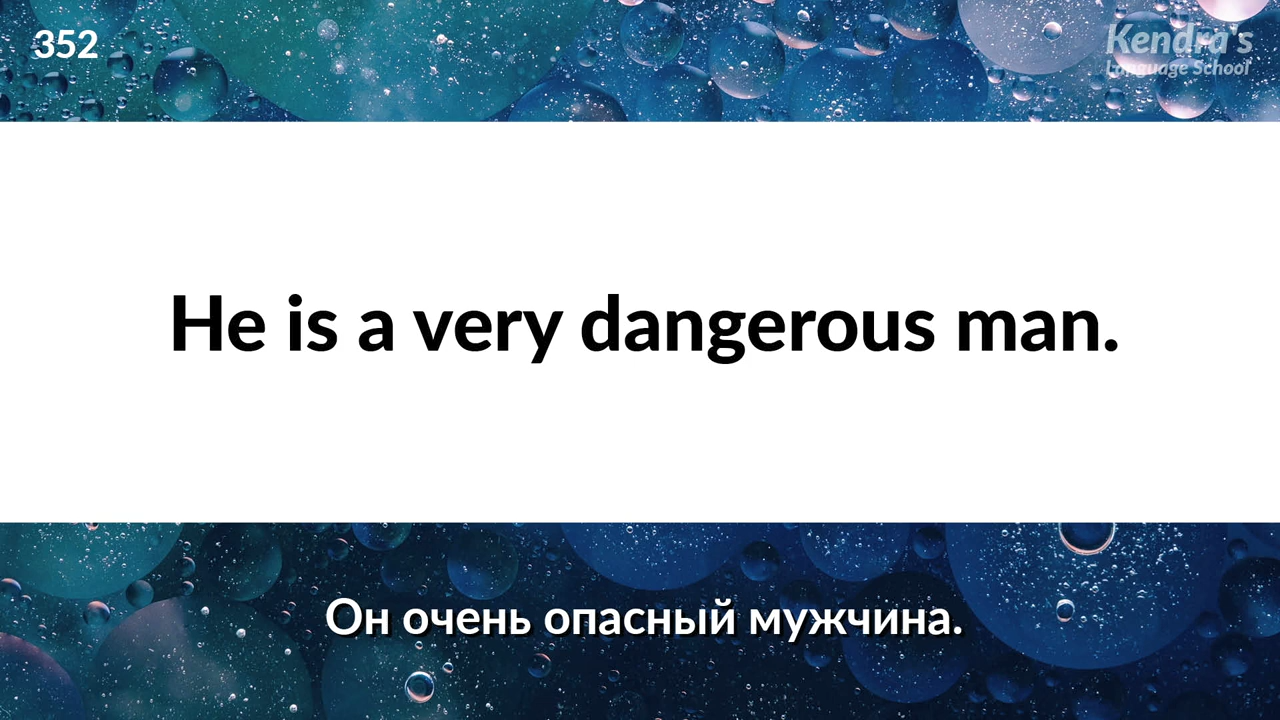 352
Kendra's
Language School
He is a very dangerous man.
Он очень опасный мужчина.